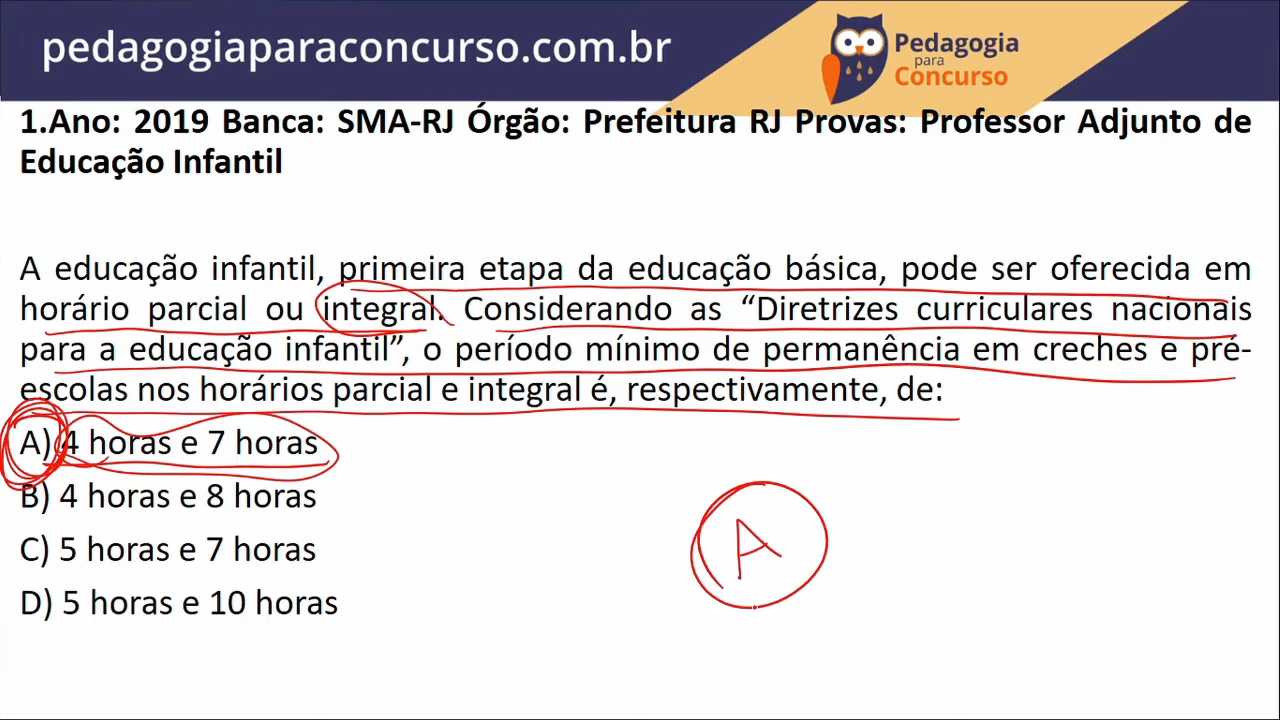 pedagogiaparaconcurso.com.br
Pedagogia
para
Concurso
1.Ano: 2019 Banca: SMA-RJ Órgão: Prefeitura RJ Provas: Professor Adjunto de
Educação Infantil
A educação infantil, primeira etapa da educação básica, pode ser oferecida em
horário parcial ou integral. Considerando as “Diretrizes curriculares nacionais
para a educação infantil”, o período mínimo de permanência em creches e pré-
escolas nos horários parcial e integral é, respectivamente, de:
A) 4 horas e 7 horas
B) 4 horas e 8 horas
C) 5 horas e 7 horas
D) 5 horas e 10 horas
A